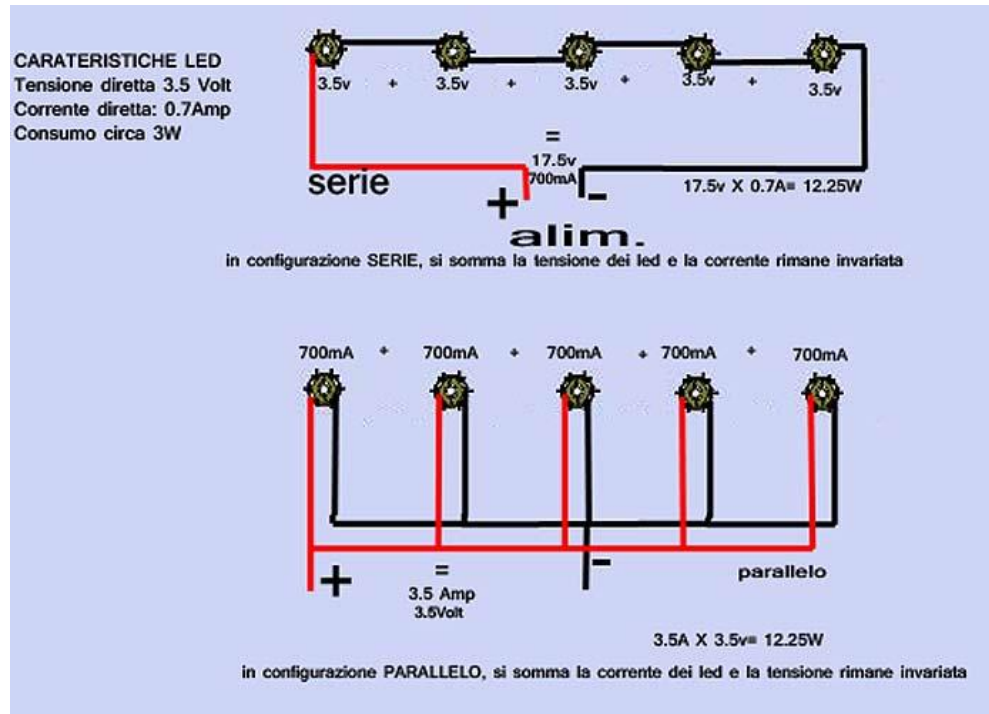 CARATERISTICHE LED
Tensione diretta 3.5 Volt
Corrente diretta: 0.7Amp
Consumo circa 3W
3.5v + 3.5v + 3.5v + 3.5v + 3.5v
=
17.5v
700mA
serie
+ -
17.5v X 0.7A= 12.25W
alim.
in configurazione SERIE, si somma la tensione dei led e la corrente rimane invariata
700mA + 700mA + 700mA + 700mA + 700mA
+ -
=
3.5 Amp
3.5Volt
parallelo
3.5A X 3.5v= 12.25W
in configurazione PARALLELO, si somma la corrente dei led e la tensione rimane invariata